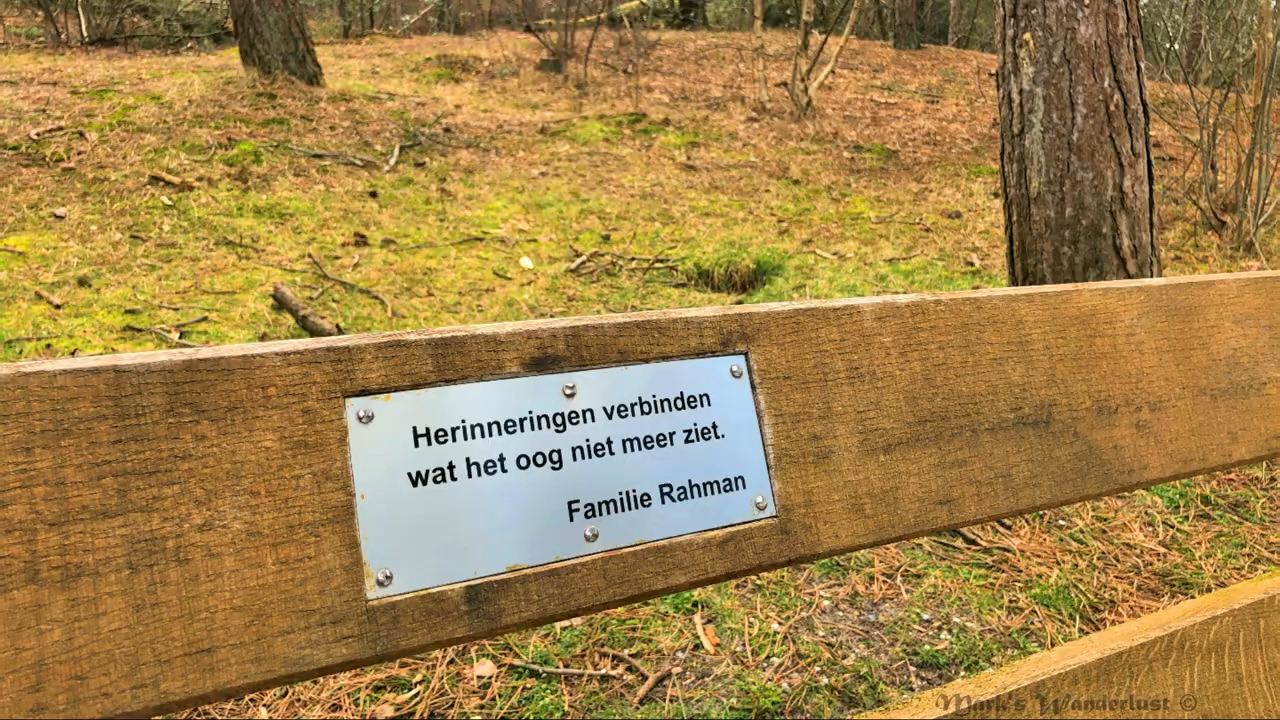 Herinneringen verbinden
wat het oog niet meer ziet.
Familie Rahman
Mark's Wanderlust ©